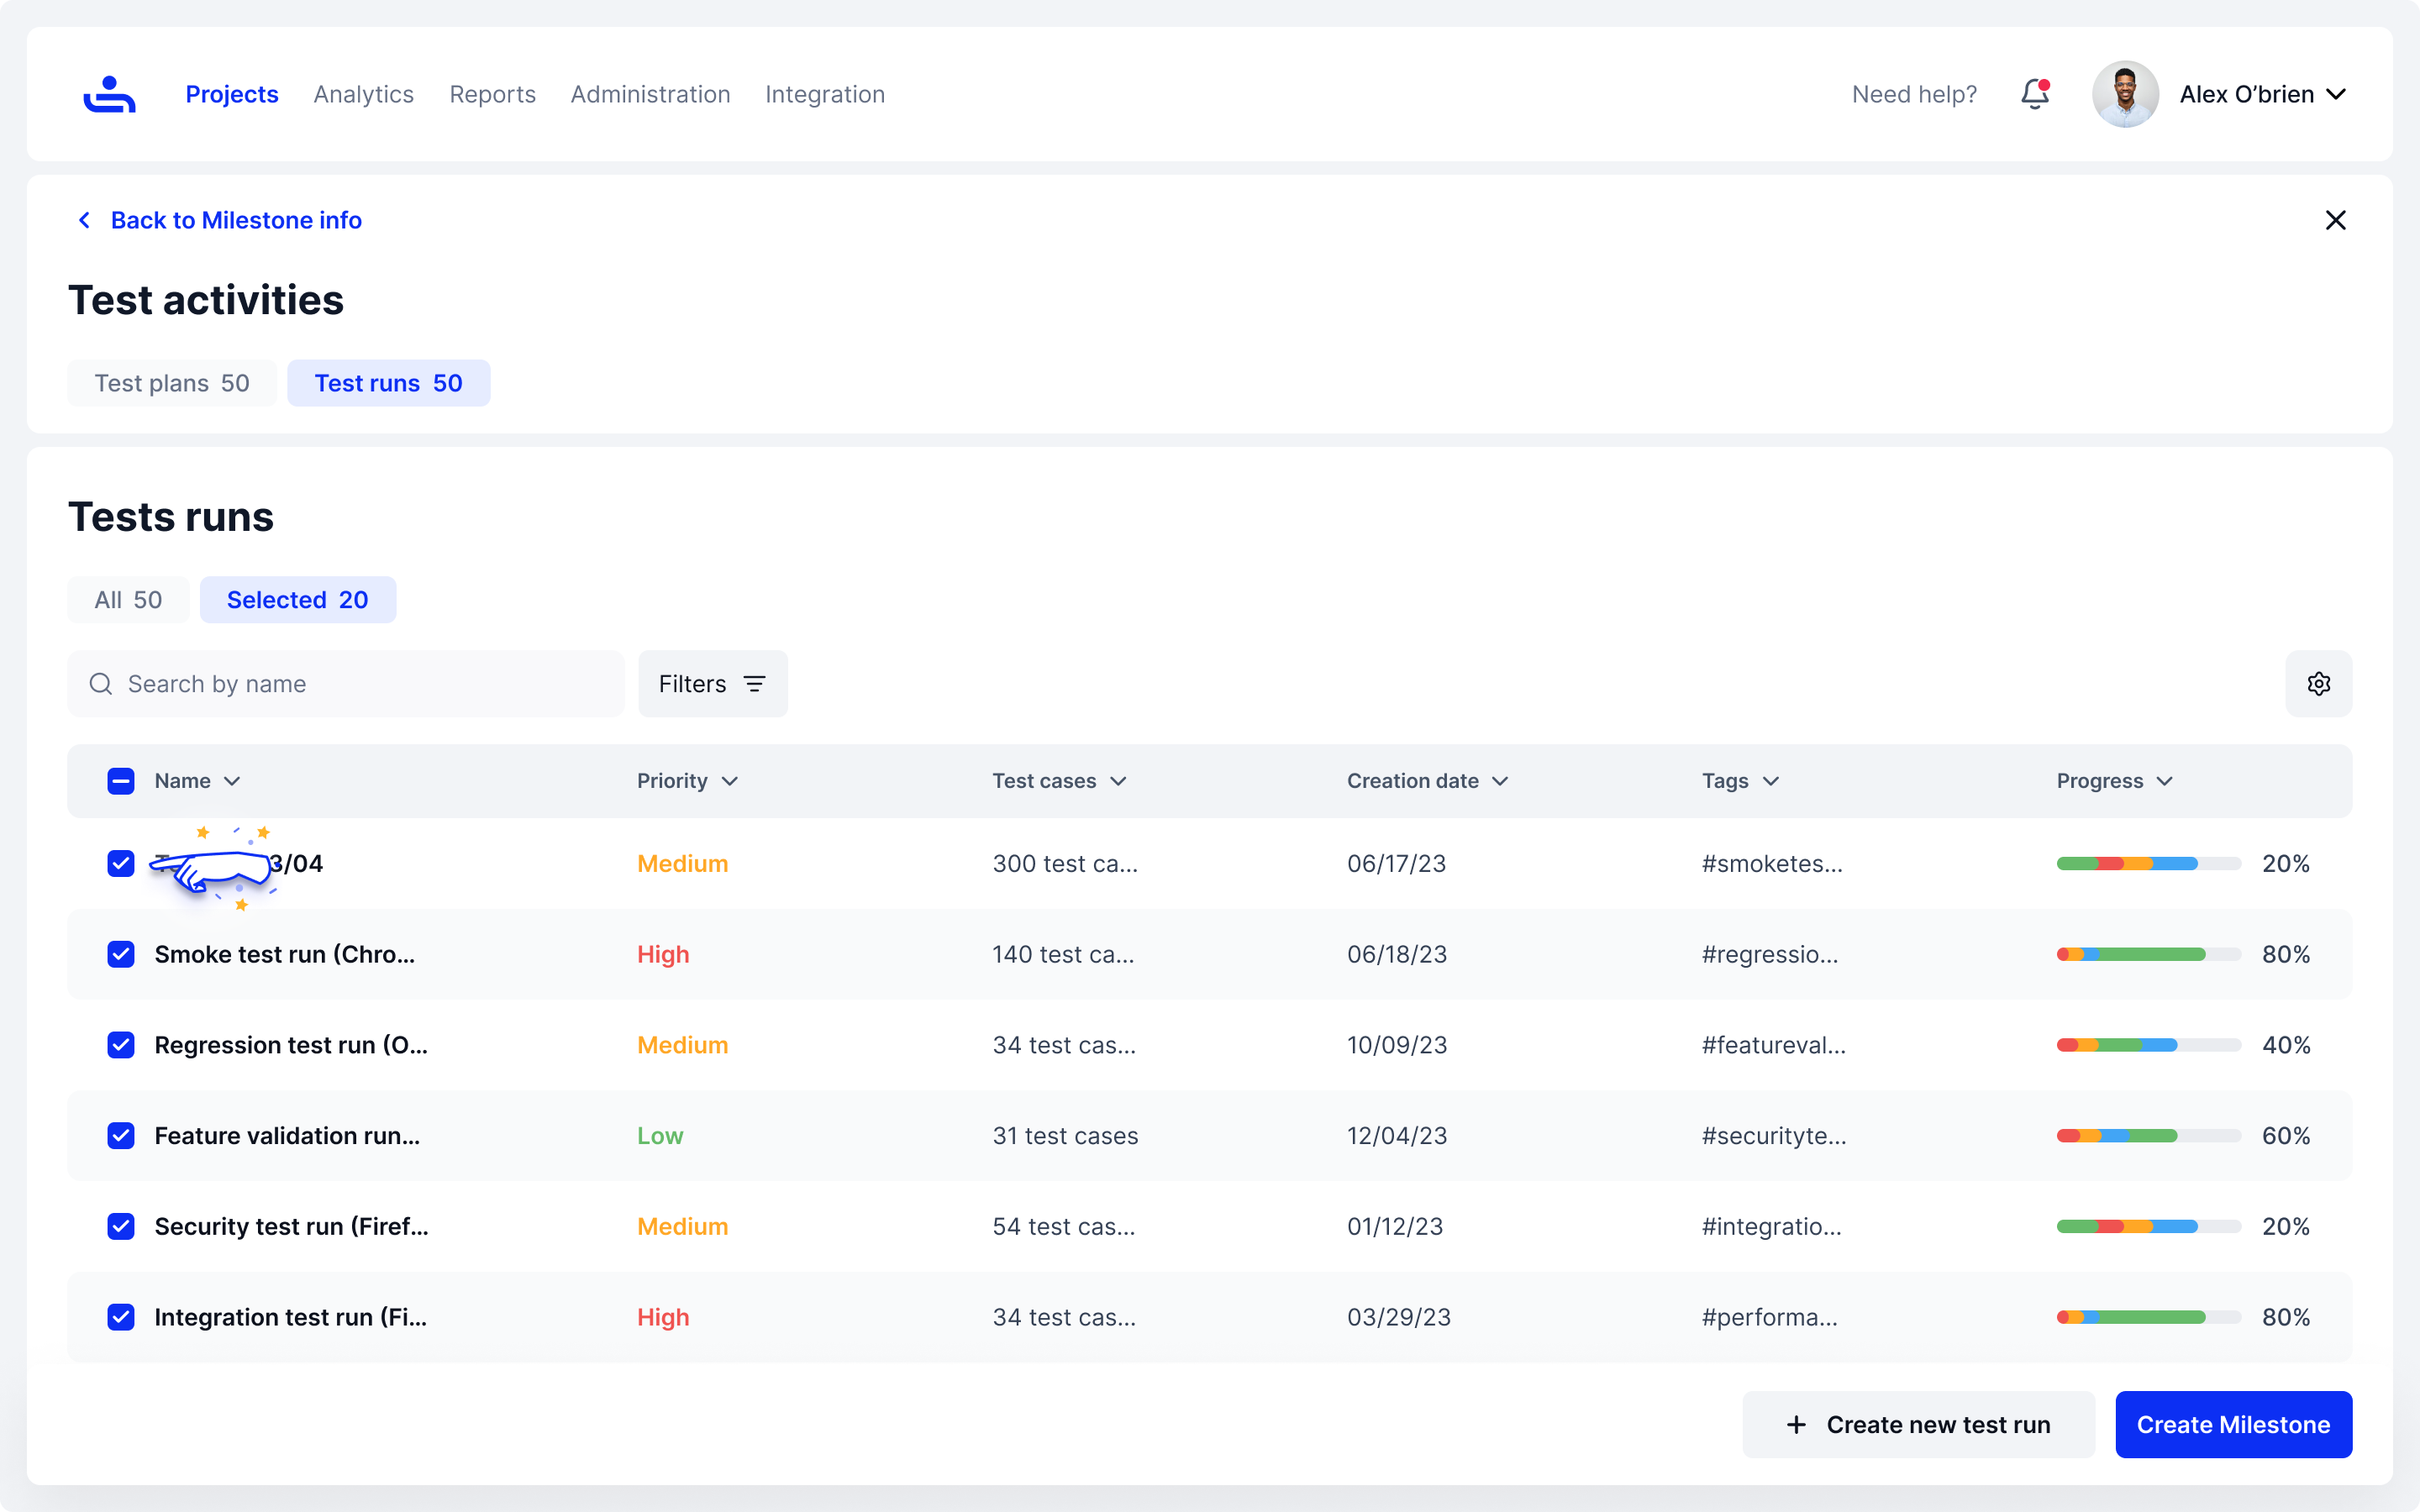 Projects Analytics Reports Administration Integration Need help? Alex O’brien
Back to Milestone info
Test activities
Test plans 50 Test runs 50
Tests runs
All 50 Selected 20
Search by name Filters
Name Priority Test cases Creation date Tags Progress
3/04 Medium 300 test ca... 06/17/23 #smoketes... 20%
Smoke test run (Chro... High 140 test ca... 06/18/23 #regressio... 80%
Regression test run (O... Medium 34 test cas... 10/09/23 #featureval... 40%
Feature validation run... Low 31 test cases 12/04/23 #securityte... 60%
Security test run (Firef... Medium 54 test cas... 01/12/23 #integratio... 20%
Integration test run (Fi... High 34 test cas... 03/29/23 #performa... 80%
Create new test run Create Milestone